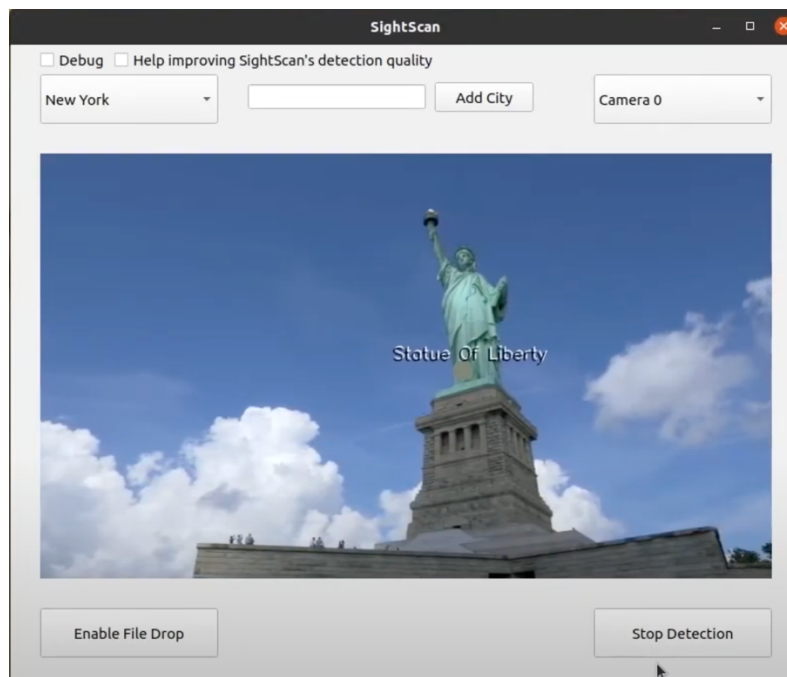 SightScan
Debug Help improving SightScan's detection quality
New York Add City Camera 0
Statue Of Liberty
Enable File Drop Stop Detection